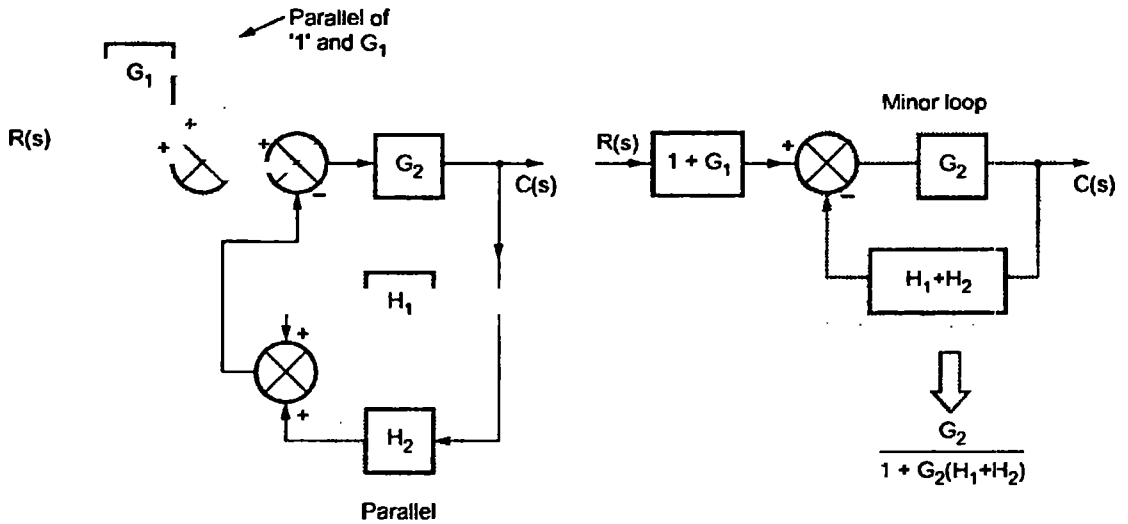 Parallel of
'1' and G₁
G₁
R(s)
+
+
+
−
G₂
C(s)
H₁
+
+
H₂
Parallel
Minor loop
R(s)
1 + G₁
+
−
G₂
C(s)
H₁+H₂
G₂
1 + G₂(H₁+H₂)